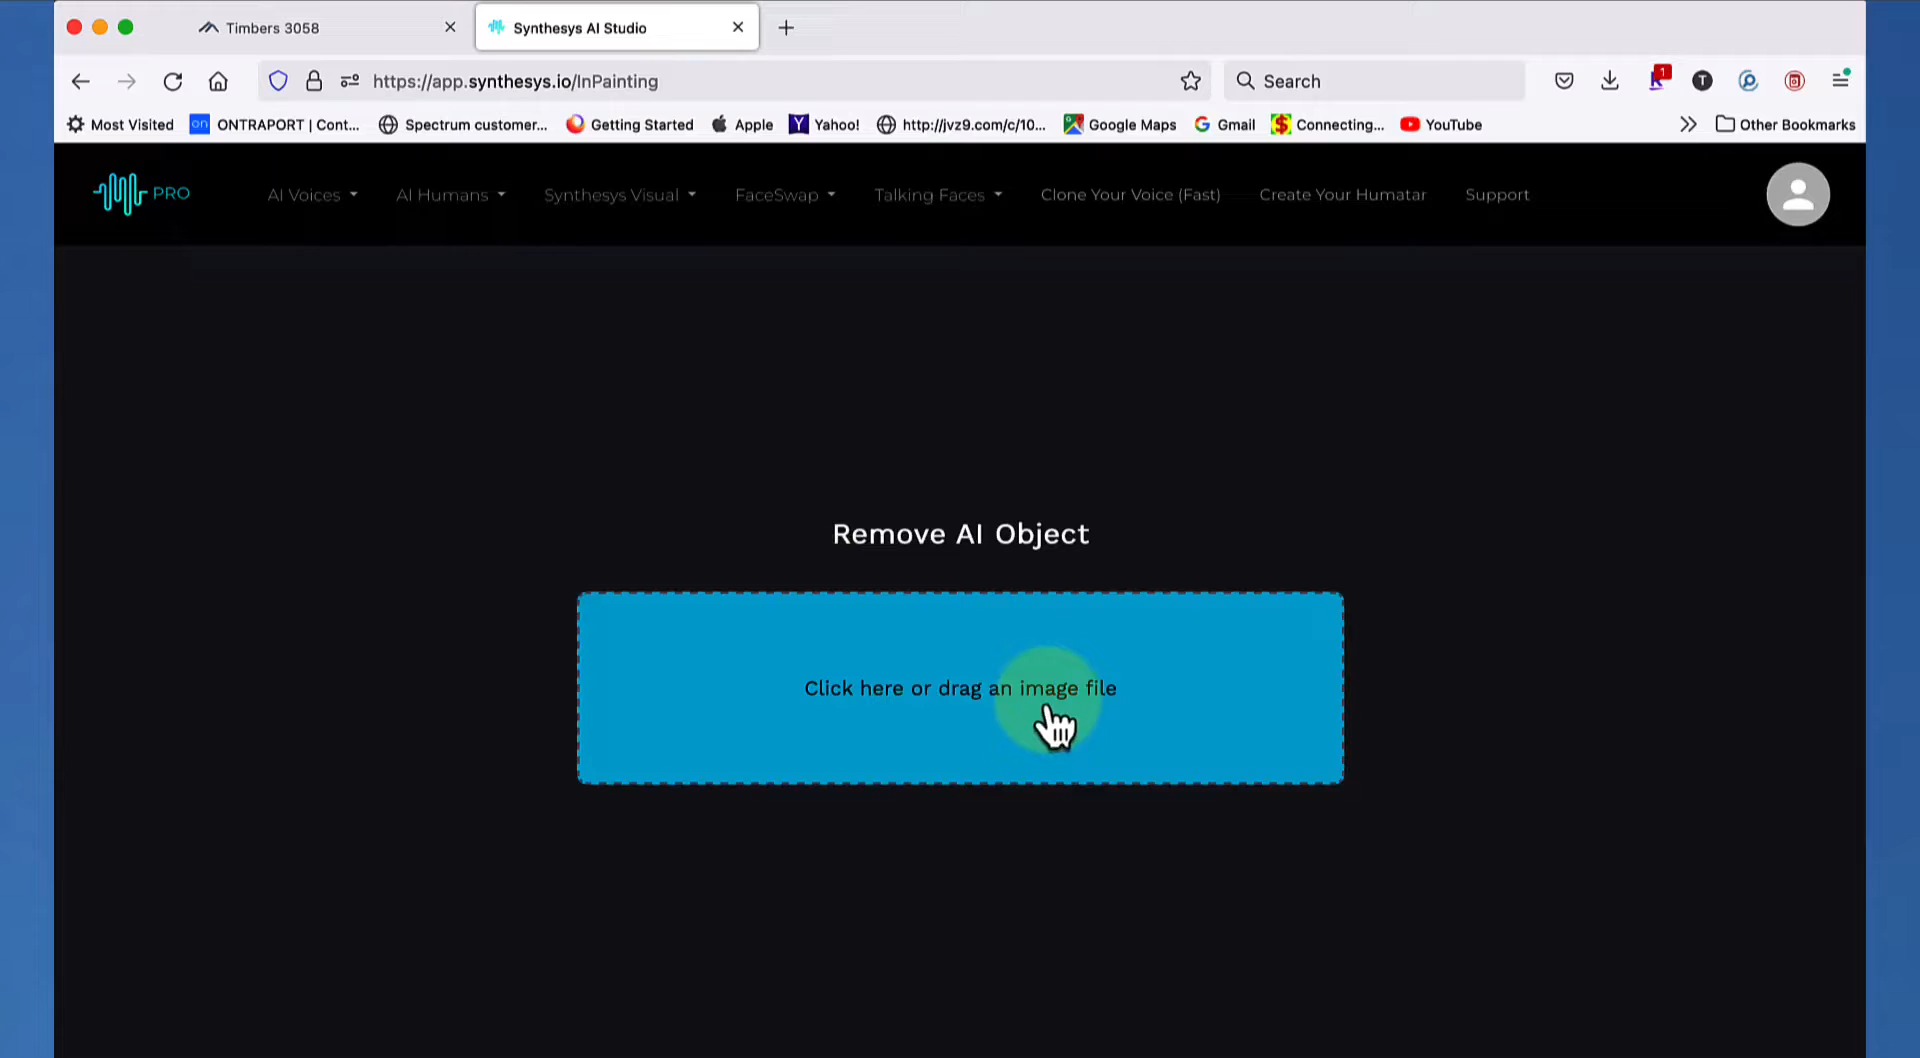 Timbers 3058
Synthesys AI Studio
https://app.synthesys.io/InPainting
Search
1
T
Most Visited
on
ONTRAPORT | Cont...
Spectrum customer...
Getting Started
Apple
Yahoo!
http://jvz9.com/c/10...
Google Maps
Gmail
Connecting...
YouTube
Other Bookmarks
PRO
AI Voices
AI Humans
Synthesys Visual
FaceSwap
Talking Faces
Clone Your Voice (Fast)
Create Your Humatar
Support
Remove AI Object
Click here or drag an image file